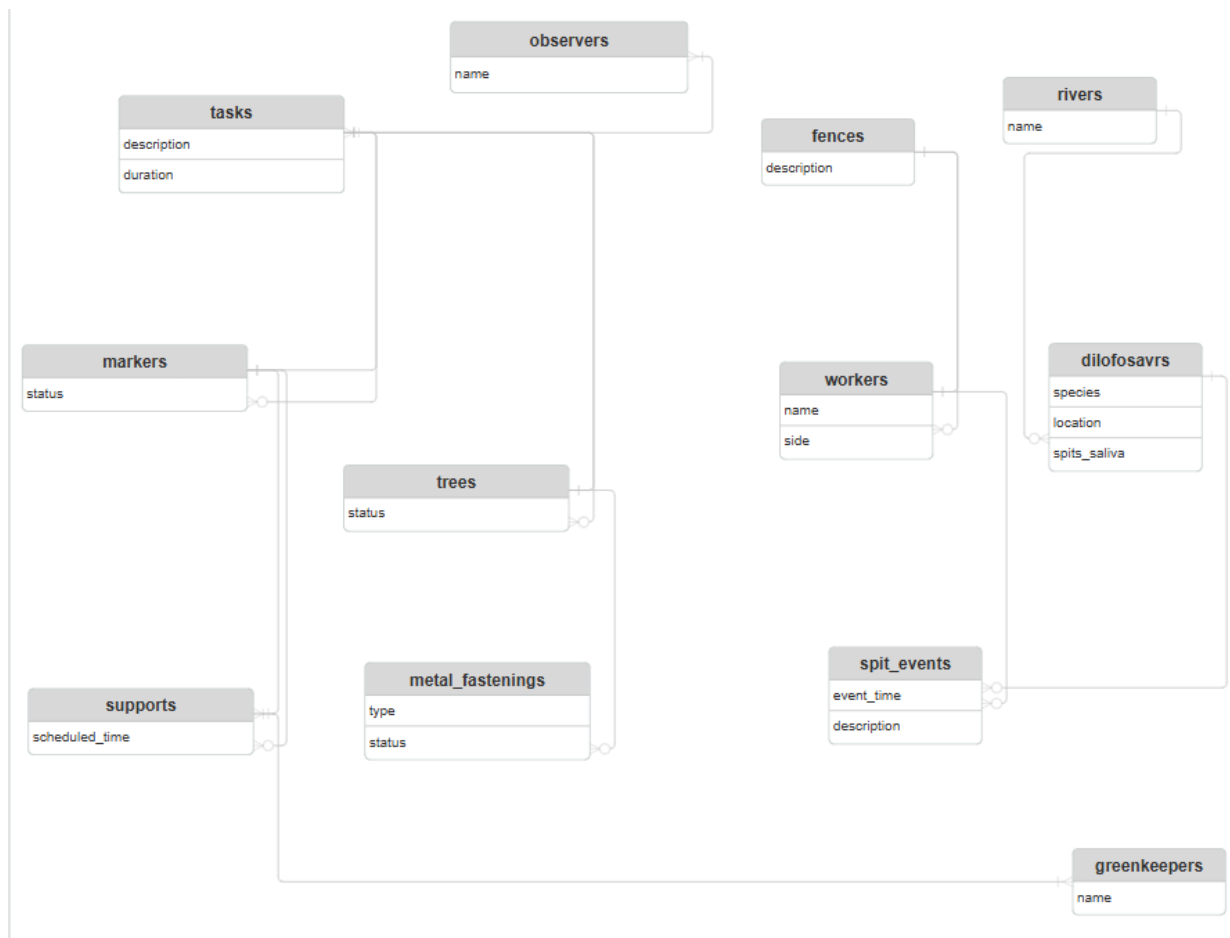 observers
name
tasks
description
duration
rivers
name
fences
description
markers
status
workers
name
side
dilofosavrs
species
location
spits_saliva
trees
status
metal_fastenings
type
status
spit_events
event_time
description
supports
scheduled_time
greenkeepers
name